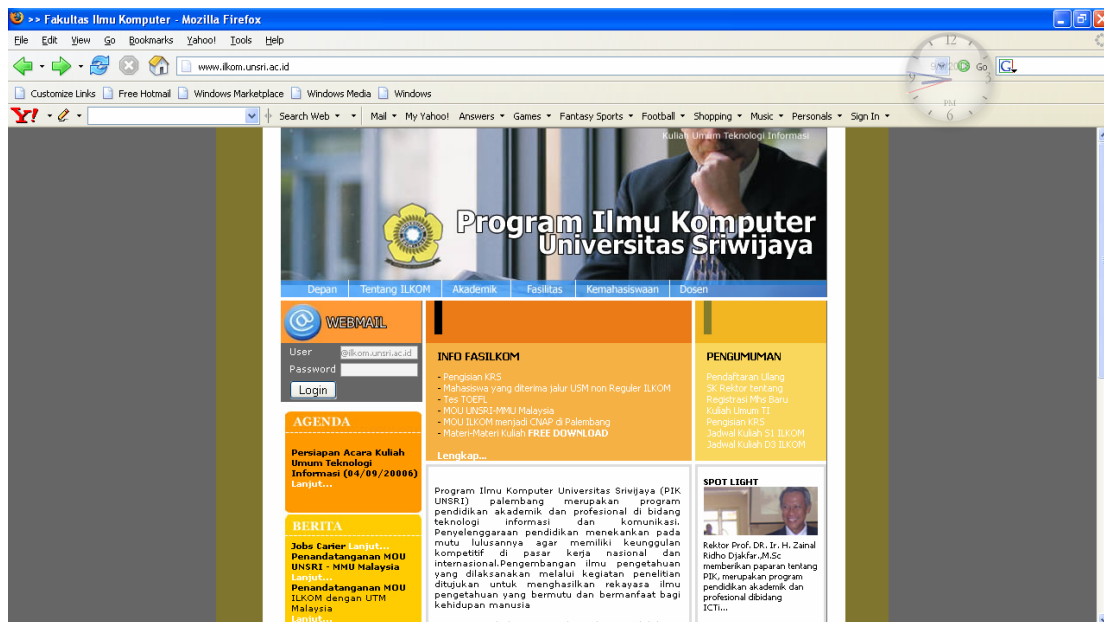 >> Fakultas Ilmu Komputer - Mozilla Firefox
File Edit View Go Bookmarks Yahoo! Tools Help
www.ilkom.unsri.ac.id
Go
G
12
9
3
PM
6
Customize Links Free Hotmail Windows Marketplace Windows Media Windows
Y! Search Web Mail My Yahoo! Answers Games Fantasy Sports Football Shopping Music Personals Sign In
Kuliah Umum Teknologi Informasi
Program Ilmu Komputer
Universitas Sriwijaya
Depan Tentang ILKOM Akademik Fasilitas Kemahasiswaan Dosen
WEBMAIL
User @ilkom.unsri.ac.id
Password
Login
AGENDA
Persiapan Acara Kuliah
Umum Teknologi
Informasi (04/09/20006)
Lanjut...
BERITA
Jobs Carier Lanjut...
Penandatanganan MOU
UNSRI - MMU Malaysia
Lanjut...
Penandatanganan MOU
ILKOM dengan UTM
Malaysia
Lanjut...
INFO FASILKOM
- Pengisian KRS
- Mahasiswa yang diterima jalur USM non Reguler ILKOM
- Tes TOEFL
- MOU UNSRI-MMU Malaysia
- MOU ILKOM menjadi CNAP di Palembang
- Materi-Materi Kuliah FREE DOWNLOAD
Lengkap...
Program Ilmu Komputer Universitas Sriwijaya (PIK
UNSRI) palembang merupakan program
pendidikan akademik dan profesional di bidang
teknologi informasi dan komunikasi.
Penyelenggaraan pendidikan menekankan pada
mutu lulusannya agar memiliki keunggulan
kompetitif di pasar kerja nasional dan
internasional.Pengembangan ilmu pengetahuan
yang dilaksanakan melalui kegiatan penelitian
ditujukan untuk menghasilkan rekayasa ilmu
pengetahuan yang bermutu dan bermanfaat bagi
kehidupan manusia
PENGUMUMAN
Pendaftaran Ulang
SK Rektor tentang
Registrasi Mhs Baru
Kuliah Umum TI
Pengisian KRS
Jadwal Kuliah S1 ILKOM
Jadwal Kuliah D3 ILKOM
SPOT LIGHT
Rektor Prof. DR. Ir. H. Zainal
Ridho Djakfar.,M.Sc
memberikan paparan tentang
PIK, merupakan program
pendidikan akademik dan
profesional dibidang
ICTi...